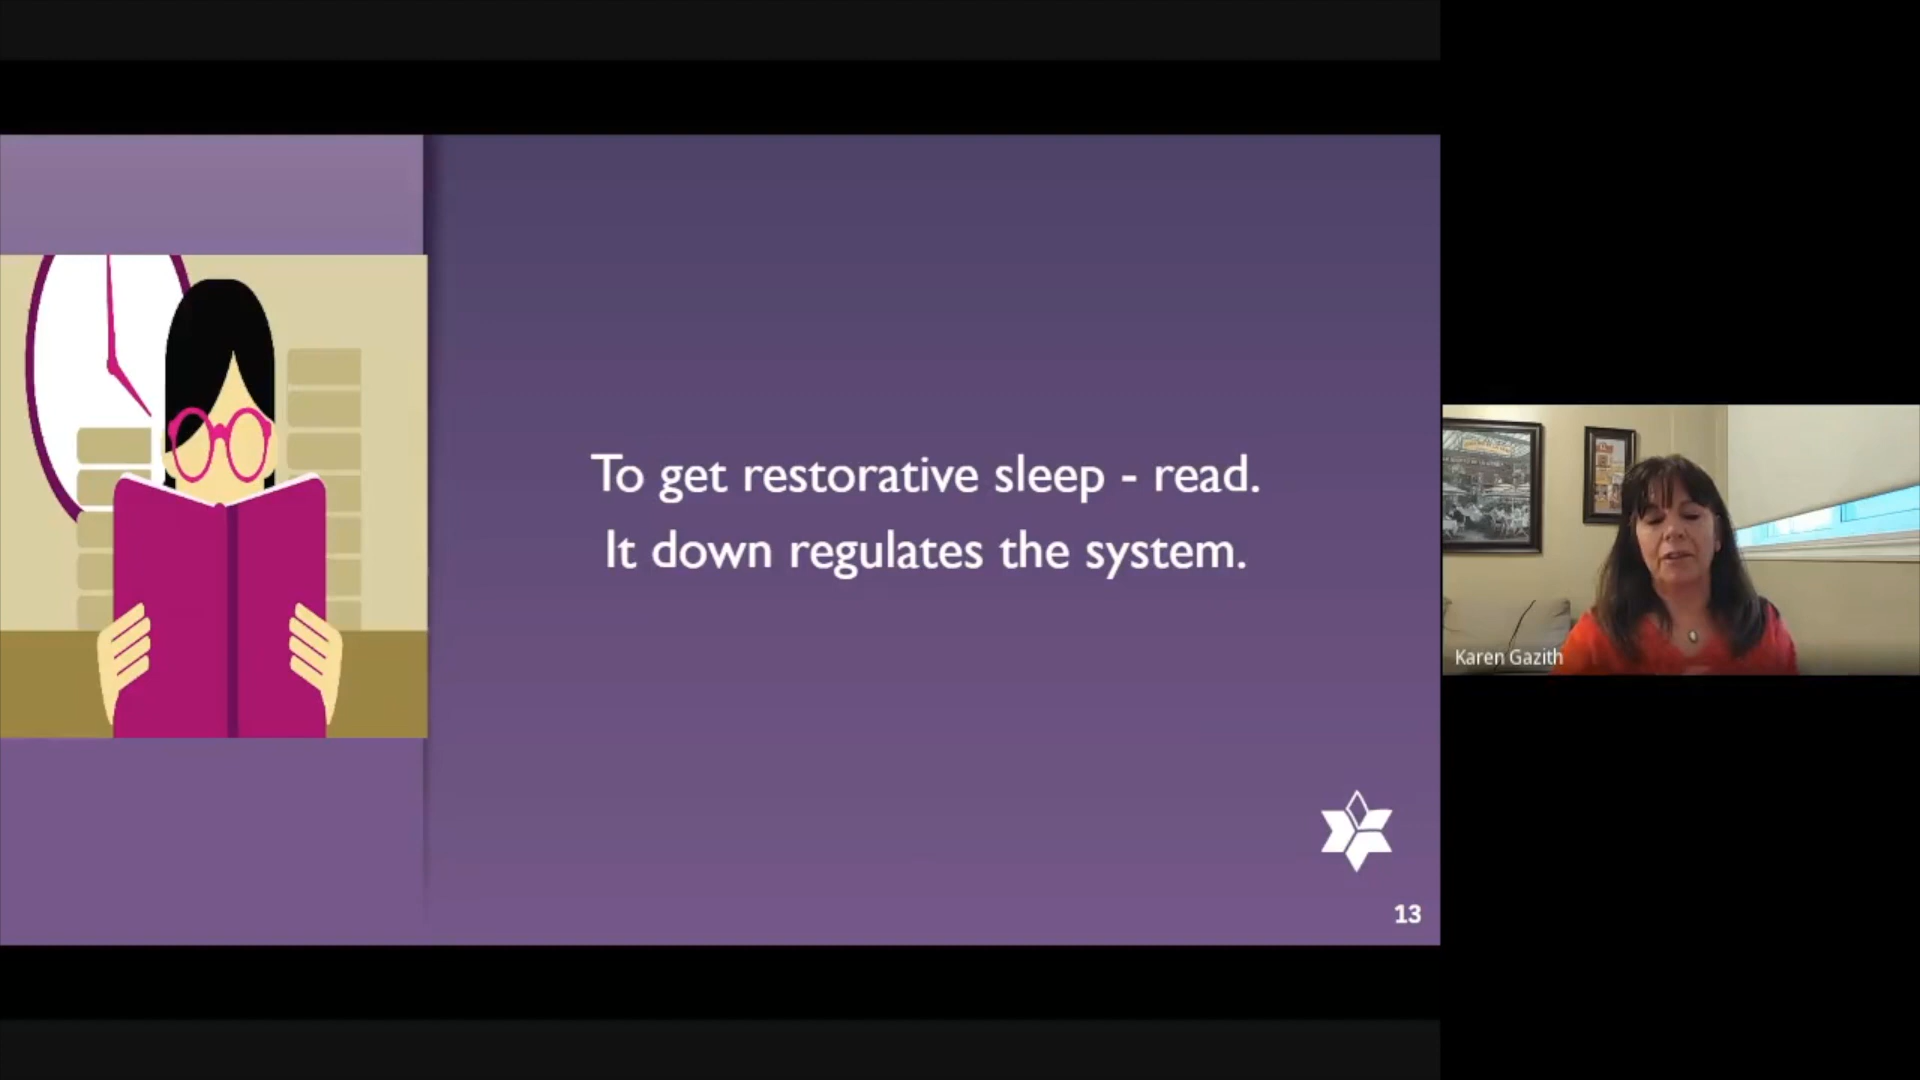 To get restorative sleep - read.
It down regulates the system.
13
Karen Gazith